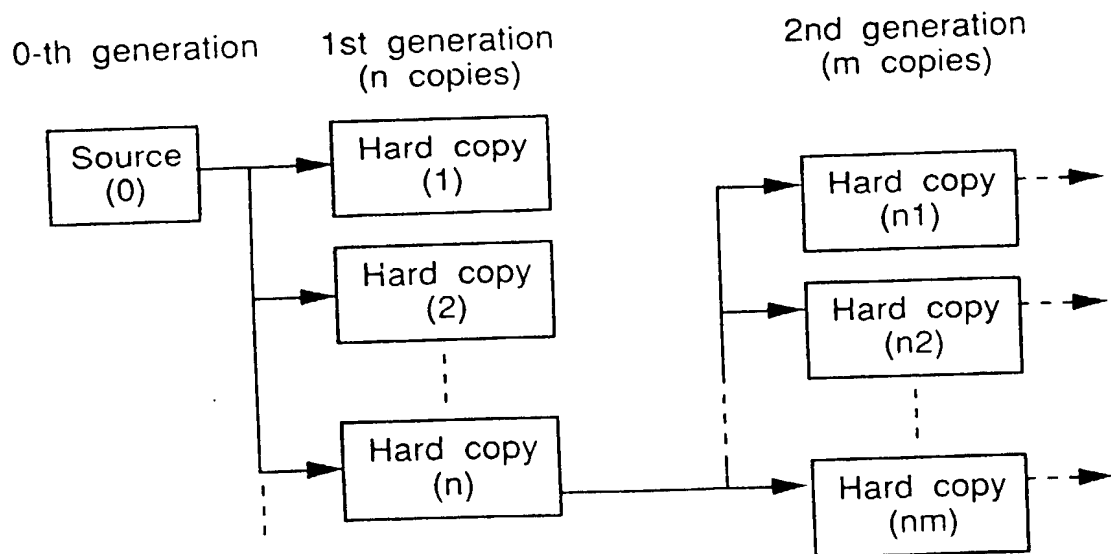 0-th generation
1st generation
(n copies)
2nd generation
(m copies)
Source
(0)
Hard copy
(1)
Hard copy
(2)
Hard copy
(n)
Hard copy
(n1)
Hard copy
(n2)
Hard copy
(nm)